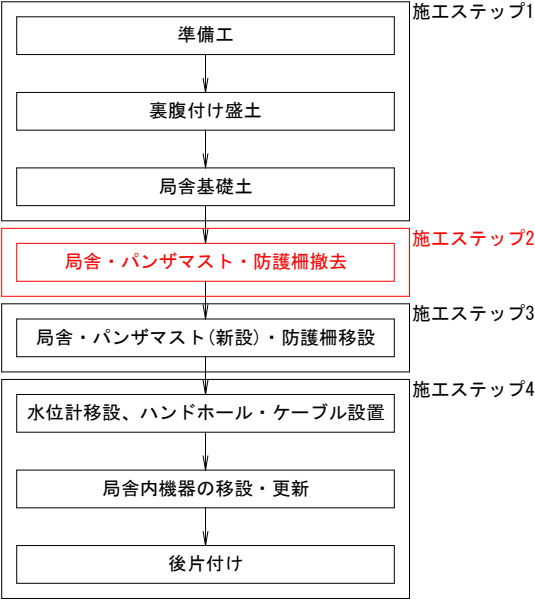 施工ステップ1
準備工
裏腹付け盛土
局舎基礎土
施工ステップ2
局舎・パンザマスト・防護柵撤去
施工ステップ3
局舎・パンザマスト(新設)・防護柵移設
施工ステップ4
水位計移設、ハンドホール・ケーブル設置
局舎内機器の移設・更新
後片付け